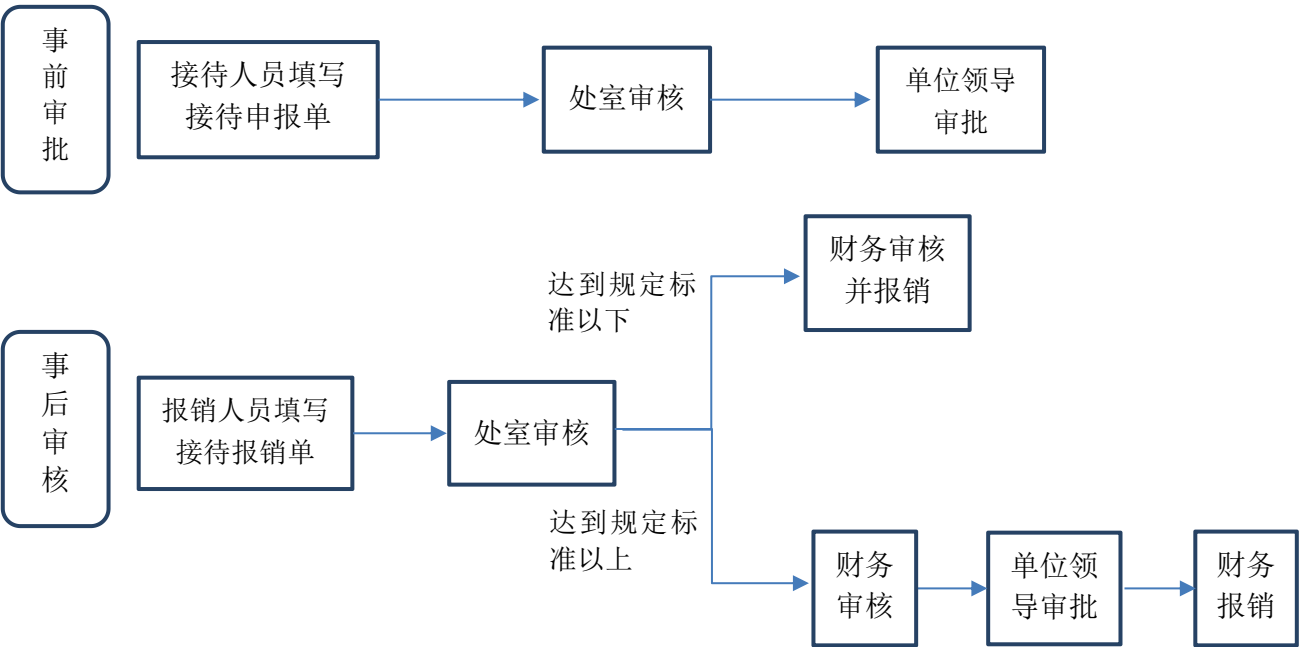 事
前
审
批
接待人员填写
接待申报单
处室审核
单位领导
审批
财务审核
并报销
达到规定标
准以下
事
后
审
核
报销人员填写
接待报销单
处室审核
达到规定标
准以上
财务
审核
单位领
导审批
财务
报销